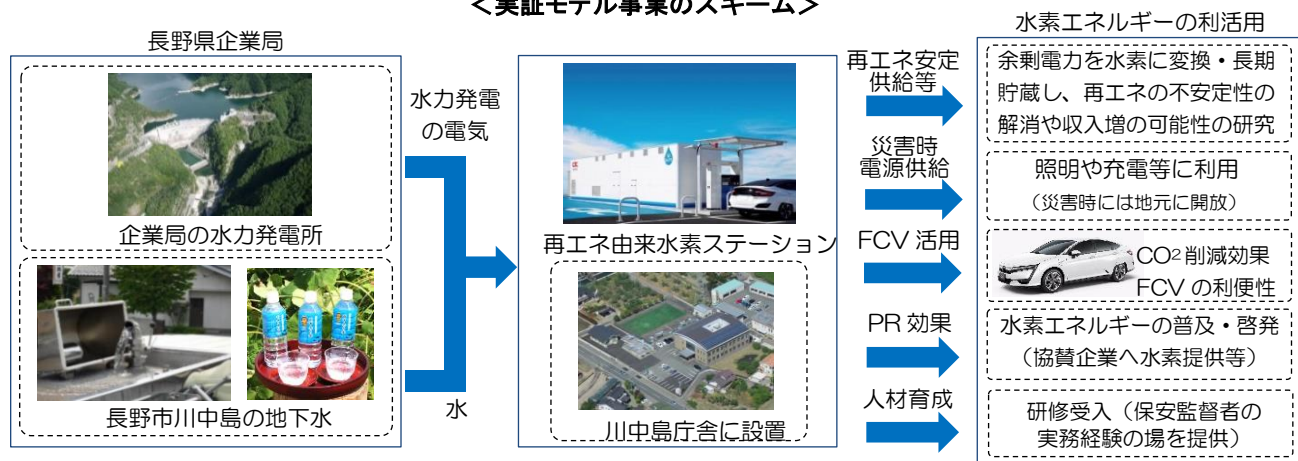 ＜実証モデル事業のスキーム＞
長野県企業局
企業局の水力発電所
長野市川中島の地下水
水力発電
の電気
水
再エネ由来水素ステーション
川中島庁舎に設置
再エネ安定
供給等
災害時
電源供給
FCV 活用
PR 効果
人材育成
水素エネルギーの利活用
余剰電力を水素に変換・長期
貯蔵し、再エネの不安定性の
解消や収入増の可能性の研究
照明や充電等に利用
（災害時には地元に開放）
CO2 削減効果
FCV の利便性
水素エネルギーの普及・啓発
（協賛企業へ水素提供等）
研修受入（保安監督者の
実務経験の場を提供）